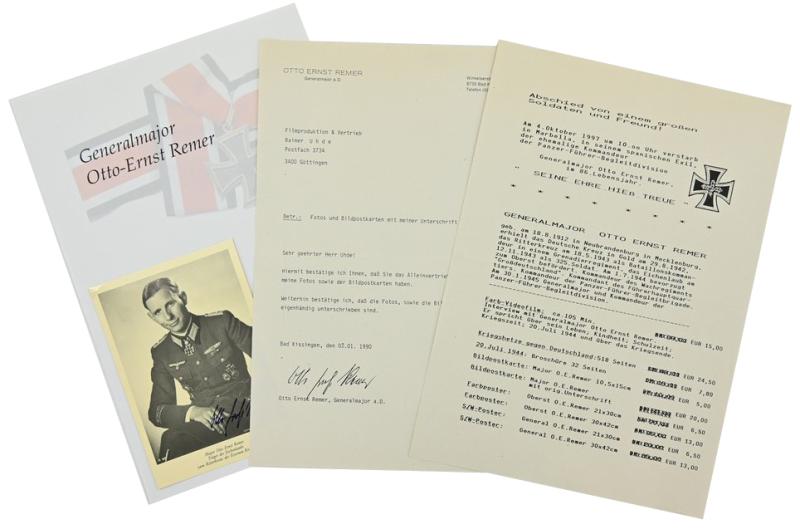 Generalmajor
Otto-Ernst Remer
Major Otto Ernst Remer
OTTO ERNST REMER
Generalmajor a.D.
Filmproduktion & Vertrieb
Reimer Uhde
Postfach 3734
3400 Göttingen
Betr.: Fotos und Bildpostkarten mit meiner Unterschrift
Sehr geehrter Herr Uhde!
Hiermit bestätige ich Ihnen, daß Sie das Alleinvertrie
meine Fotos sowie der Bildpostkarten haben.
Weiterhin bestätige ich, daß die Fotos, sowie die Bil
eigenhändig unterschrieben sind.
Bad Kissingen, den 03.01.1990
Otto Ernst Remer, Generalmajor a.D.
Abschied von einem großen
Soldaten und Freund!
Am 4.Oktober 1997 um 10.oo Uhr verstarb
in Marbella, in seinem spanischen Exil,
der ehemalige Kommandeur
der Panzer-Führer-Begleitdivision
Generalmajor Otto Ernst Remer,
im 86.Lebensjahr.
" SEINE EHRE HIEß TREUE "
* * * * * * *
GENERALMAJOR OTTO ERNST REMER
geb. am 18.8.1912 in Neubrandenburg in Mecklenburg,
erhielt das Deutsche Kreuz in Gold am 29.8.1942,
das Ritterkreuz am 18.5.1943 als Bataillonskomman-
deur in einem Grenadierregiment, das Eichenlaub am
12.11.1943 als 325.Soldat. Am 1.7.1944 bevorzugt
zum Oberst befördert. Kommandeur des Wachregiments
"Großdeutschland" Kommandant des FÜhrerhauptquar-
tiers. Kommandeur der Führer-Begleitbrigade.
Am 30.1.1945 Generalmajor und Kommandeur der
Panzer-FÜhrer-Begleitdivision
Farb-Videofilm: ca.105 Min. EUR 15,00
Interview mit Generalmajor Otto Ernst Remer.
Er spricht über sein Leben; Kindheit; Schulzeit;
Kriegszeit; 20.Juli 1944 und Über das Kriegsende.
Kriegshetze gegen Deutschland:518 Seiten EUR 24,50
20.Juli 1944: Broschüre 32 Seiten EUR 7,80
Bildpostkarte: Major O.E.Remer 10,5x15cm EUR 5,00
Bildpostkarte: Major O.E.Remer
mit orig.Unterschrift EUR 20,00
Farbposter: Oberst O.E.Remer 21x30cm EUR 6,50
Farbposter: Oberst O.E.Remer 30x42cm EUR 13,00
S/W-Poster: General O.E.Remer 21x30cm EUR 6,50
S/W-Poster: General O.E.Remer 30x42cm EUR 13,00